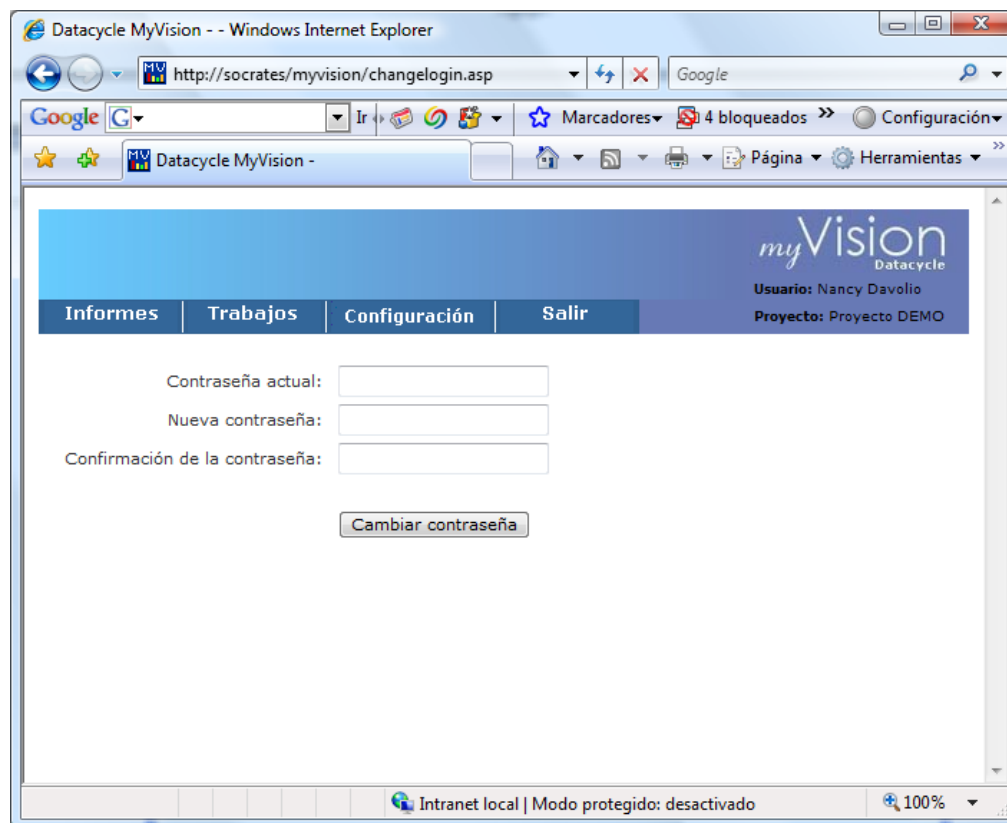 Datacycle MyVision - - Windows Internet Explorer
http://socrates/myvision/changelogin.asp
Google
Google G Ir Marcadores 4 bloqueados >> Configuración
MV Datacycle MyVision - Página Herramientas >>
myVision
Datacycle
Usuario: Nancy Davolio
Informes Trabajos Configuración Salir
Proyecto: Proyecto DEMO
Contraseña actual:
Nueva contraseña:
Confirmación de la contraseña:
Cambiar contraseña
Intranet local | Modo protegido: desactivado 100%